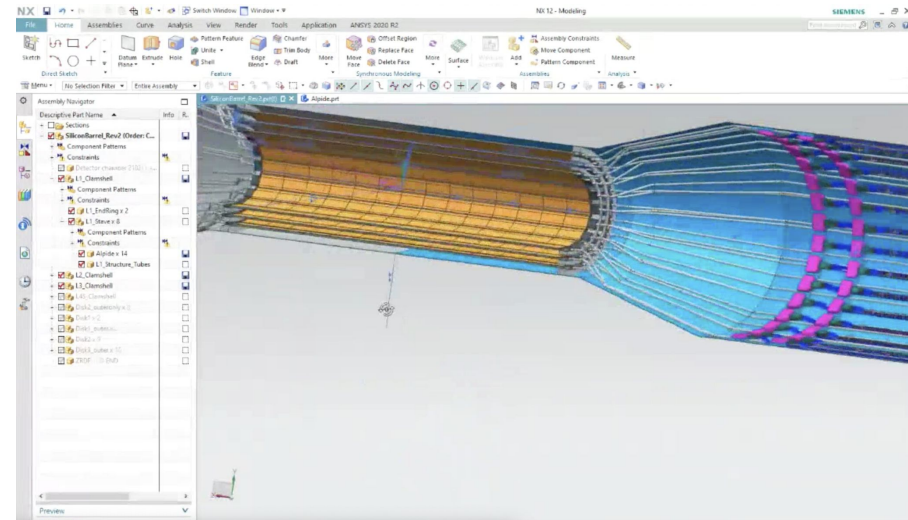 NX
Switch Window
Window
NX 12 - Modeling
SIEMENS
File
Home
Assemblies
Curve
Analysis
View
Render
Tools
Application
ANSYS 2020 R2
Sketch
Direct Sketch
Datum Plane
Extrude
Hole
Pattern Feature
Unite
Shell
Edge Blend
Chamfer
Trim Body
Draft
More
Feature
Move Face
Offset Region
Replace Face
Delete Face
More
Synchronous Modeling
Surface
Add
Assembly Constraints
Move Component
Pattern Component
Assemblies
Measure
Analysis
Menu
No Selection Filter
Entire Assembly
Assembly Navigator
Alpide.prt
Descriptive Part Name
Info
R..
Sections
SiliconBarrel_Rev2 (Order: C...
Component Patterns
Constraints
L1_Clamshell
Component Patterns
Constraints
L1_EndRing x 2
L1_Stave x 8
Component Patterns
Constraints
Alpide x 14
L1_Structure_Tubes
L2_Clamshell
L3_Clamshell
Preview